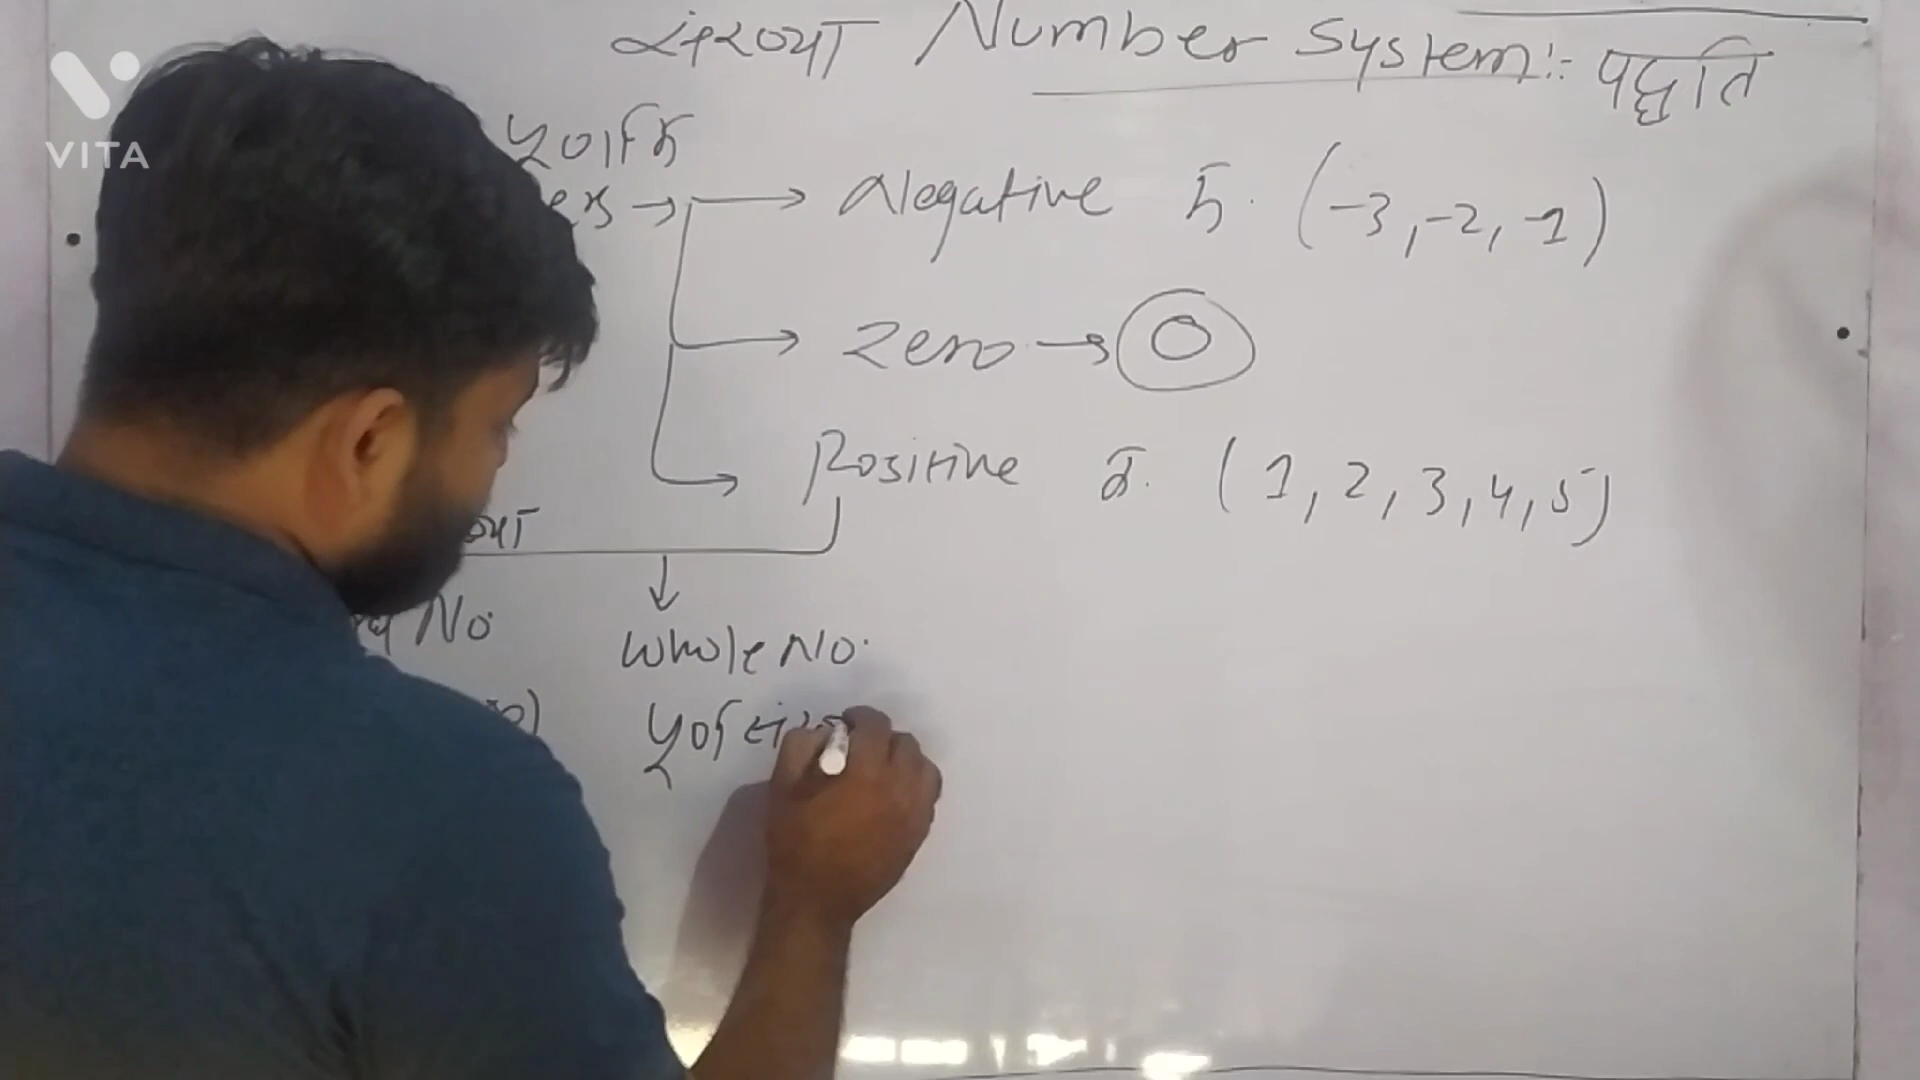 संख्या Number System:- पद्धति
VITA
पूर्णांक
ers → → Negative ऋ. (-3, -2, -1)
→ Zero → 0
→ Positive ध. (1, 2, 3, 4, 5)
ख्या
No Whole No.
पूर्ण सं